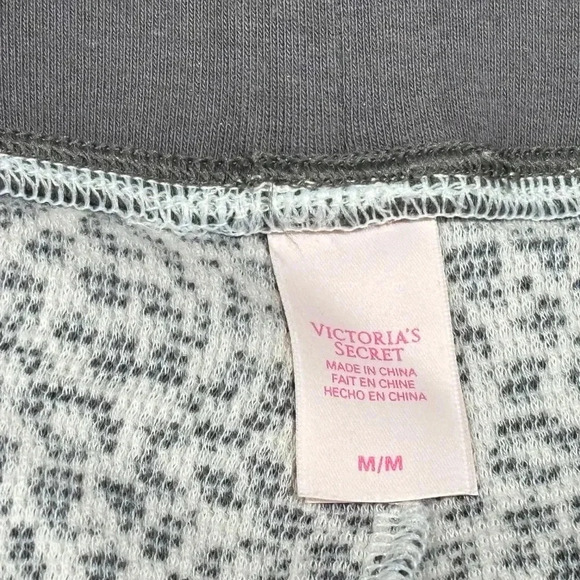 VICTORIA'S
SECRET
MADE IN CHINA
FAIT EN CHINE
HECHO EN CHINA
M/M